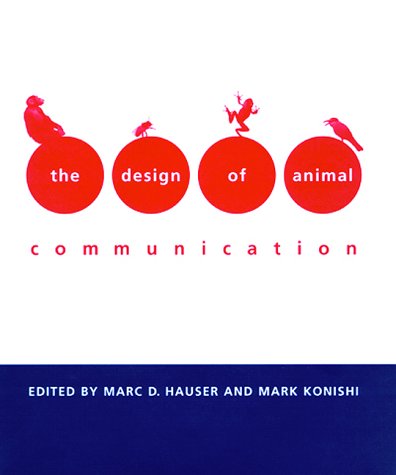 the design of animal
communication
EDITED BY MARC D. HAUSER AND MARK KONISHI